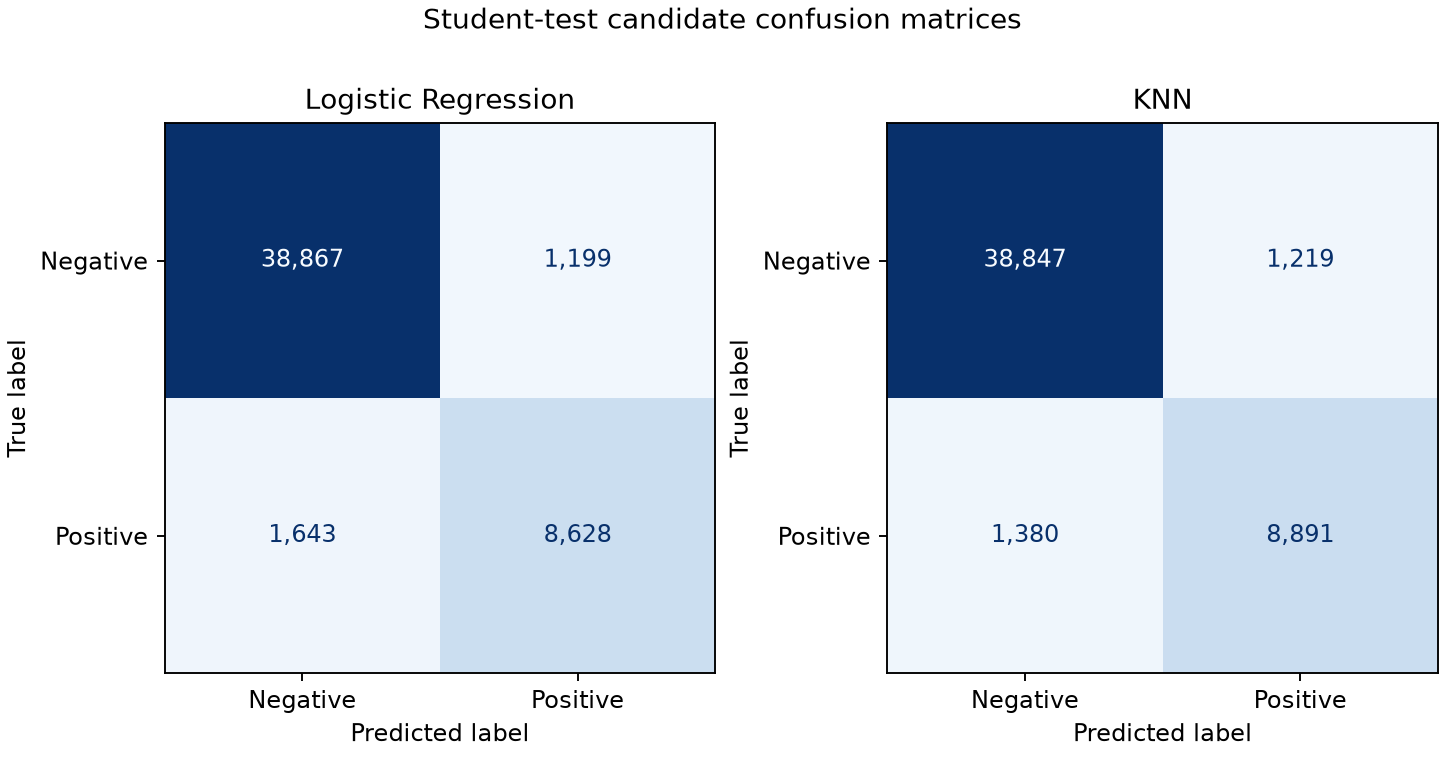 Student-test candidate confusion matrices
Logistic Regression
True label
Negative
38,867
1,199
Positive
1,643
8,628
Negative
Positive
Predicted label
KNN
True label
Negative
38,847
1,219
Positive
1,380
8,891
Negative
Positive
Predicted label